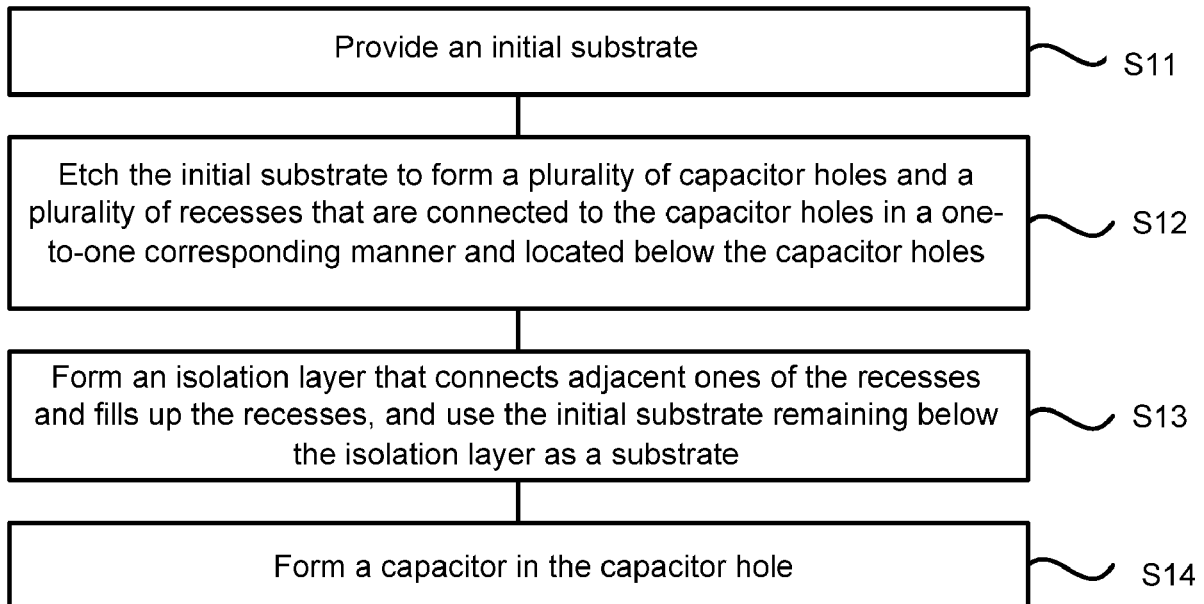 Provide an initial substrate
S11
Etch the initial substrate to form a plurality of capacitor holes and a
plurality of recesses that are connected to the capacitor holes in a one-
to-one corresponding manner and located below the capacitor holes
S12
Form an isolation layer that connects adjacent ones of the recesses
and fills up the recesses, and use the initial substrate remaining below
the isolation layer as a substrate
S13
Form a capacitor in the capacitor hole
S14